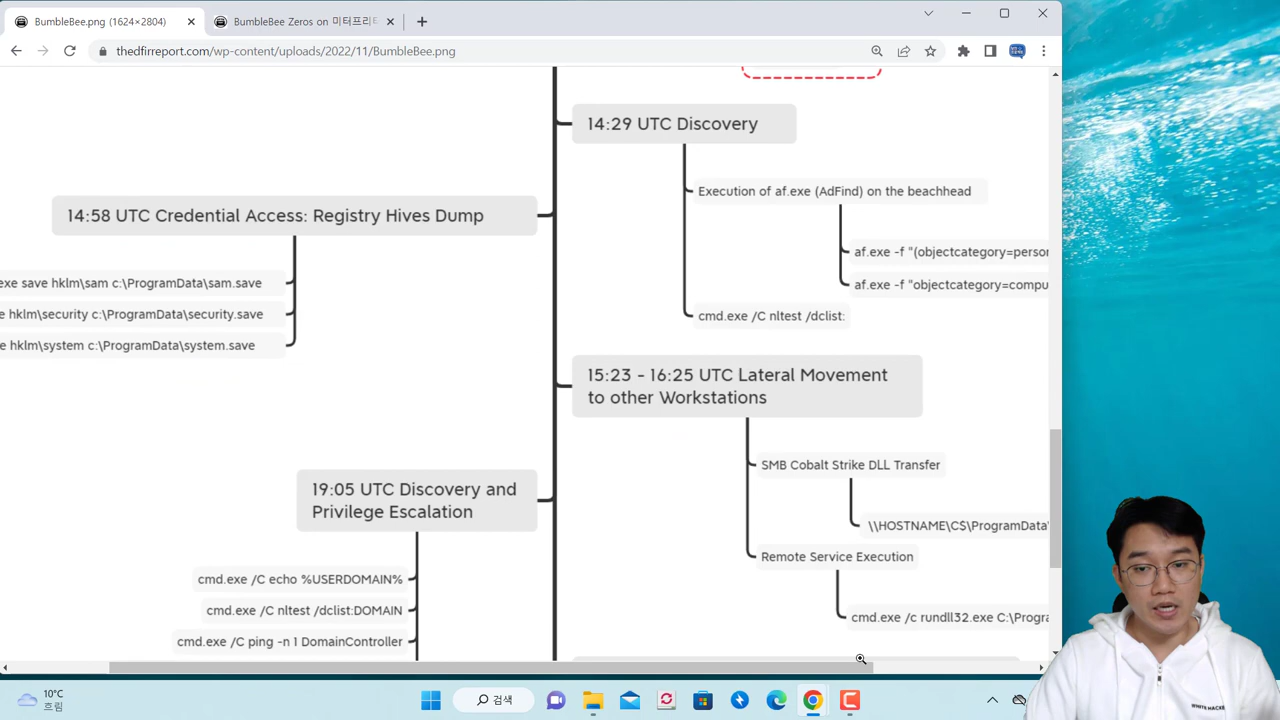 BumbleBee.png (1624×2804)
BumbleBee Zeros on 미터프리터
thedfirreport.com/wp-content/uploads/2022/11/BumbleBee.png
14:29 UTC Discovery
Execution of af.exe (AdFind) on the beachhead
14:58 UTC Credential Access: Registry Hives Dump
af.exe -f "(objectcategory=person
exe save hklm\sam c:\ProgramData\sam.save
af.exe -f "objectcategory=compu
e hklm\security c:\ProgramData\security.save
cmd.exe /C nltest /dclist:
e hklm\system c:\ProgramData\system.save
15:23 - 16:25 UTC Lateral Movement
to other Workstations
SMB Cobalt Strike DLL Transfer
19:05 UTC Discovery and
Privilege Escalation
\\HOSTNAME\C$\ProgramData\
Remote Service Execution
cmd.exe /C echo %USERDOMAIN%
cmd.exe /C nltest /dclist:DOMAIN
cmd.exe /c rundll32.exe C:\Progra
cmd.exe /C ping -n 1 DomainController
10°C
흐림
검색
WHITE HACKE